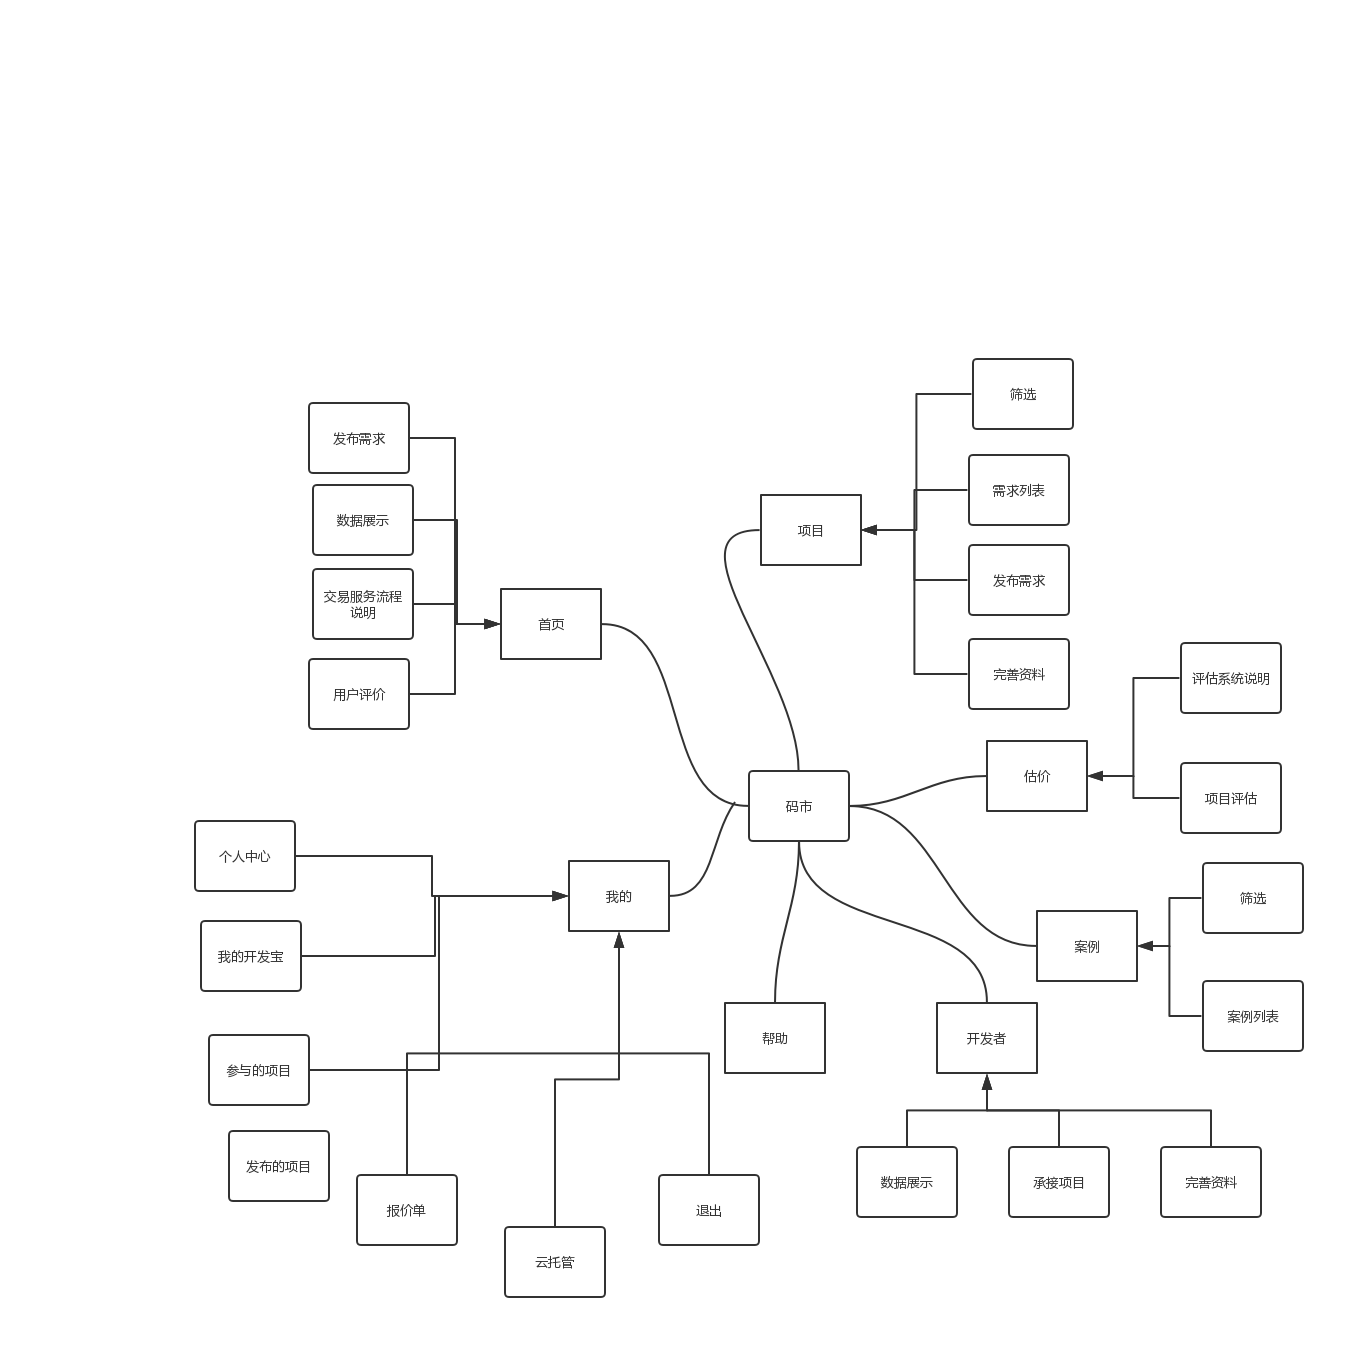 筛选
发布需求
需求列表
数据展示
项目
发布需求
交易服务流程
说明
首页
完善资料
评估系统说明
用户评价
估价
项目评估
码市
个人中心
我的
筛选
案例
我的开发宝
案例列表
帮助
开发者
参与的项目
发布的项目
数据展示
承接项目
完善资料
报价单
退出
云托管